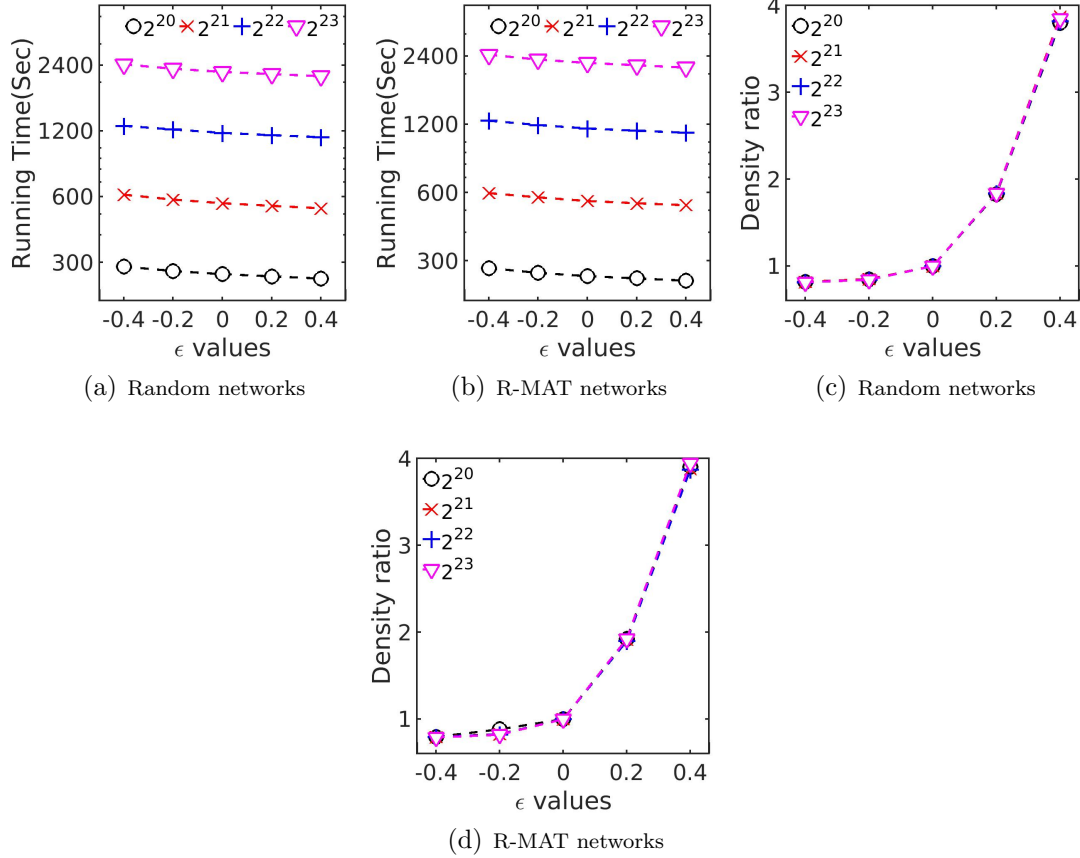 2^20 2^21 2^22 2^23
2400
1200
600
300
Running Time(Sec)
-0.4 -0.2 0 0.2 0.4
ϵ values
(a) Random networks
2^20 2^21 2^22 2^23
2400
1200
600
300
Running Time(Sec)
-0.4 -0.2 0 0.2 0.4
ϵ values
(b) R-MAT networks
2^20
2^21
2^22
2^23
4
3
2
1
Density ratio
-0.4 -0.2 0 0.2 0.4
ϵ values
(c) Random networks
2^20
2^21
2^22
2^23
4
3
2
1
Density ratio
-0.4 -0.2 0 0.2 0.4
ϵ values
(d) R-MAT networks